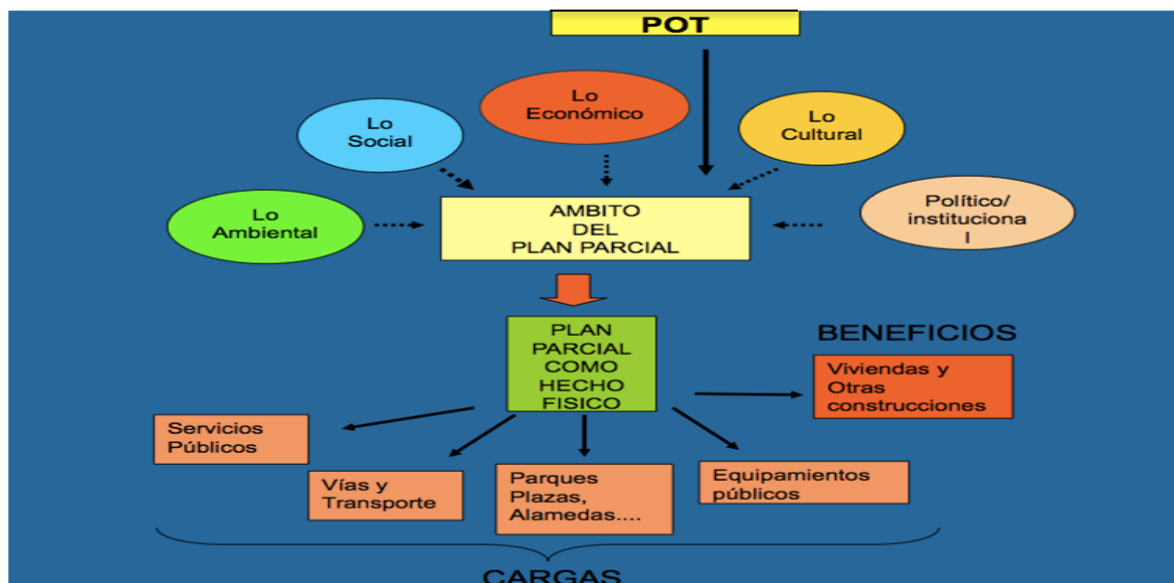 POT
Lo
Económico
Lo
Social
Lo
Cultural
Lo
Ambiental
AMBITO
DEL
PLAN PARCIAL
Político/
instituciona
l
PLAN
PARCIAL
COMO
HECHO
FISICO
BENEFICIOS
Viviendas y
Otras
construcciones
Servicios
Públicos
Vías y
Transporte
Parques
Plazas,
Alamedas....
Equipamientos
públicos
CARGAS